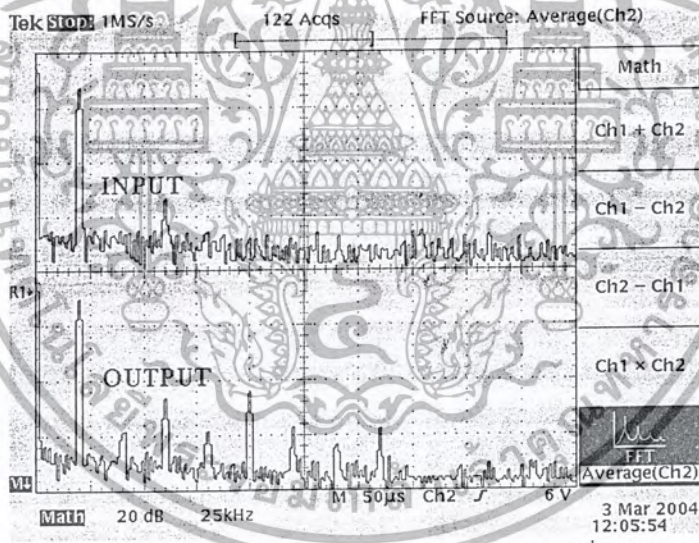 Tek Stop: 1MS/s 122 Acqs FFT Source: Average(Ch2)
Math
Ch1 + Ch2
Ch1 − Ch2
Ch2 − Ch1
Ch1 × Ch2
FFT
Average(Ch2)
INPUT
R1
OUTPUT
M
M 50µs Ch2 6 V
Math 20 dB 25kHz
3 Mar 2004
12:05:54